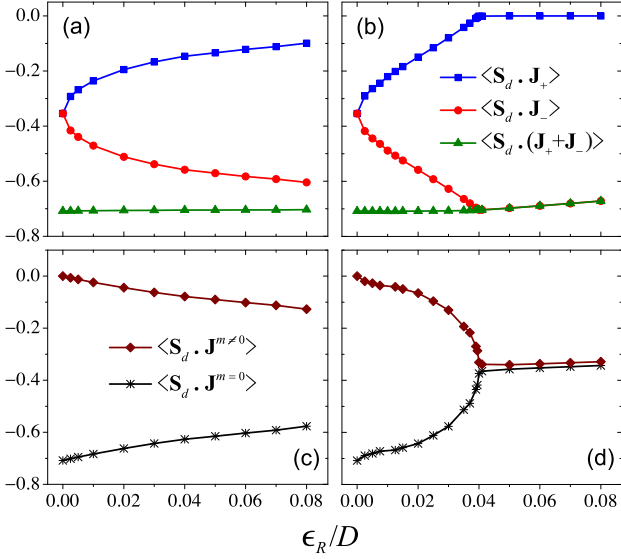 (a)
(b)
0.0
−0.2
−0.4
−0.6
−0.8
<S_d . J_+>
<S_d . J_−>
<S_d . (J_++J_−)>
0.0
−0.2
−0.4
−0.6
−0.8
<S_d . J^{m≠0}>
<S_d . J^{m=0}>
(c)
(d)
0.00 0.02 0.04 0.06 0.08 0.00 0.02 0.04 0.06 0.08
ϵ_R/D